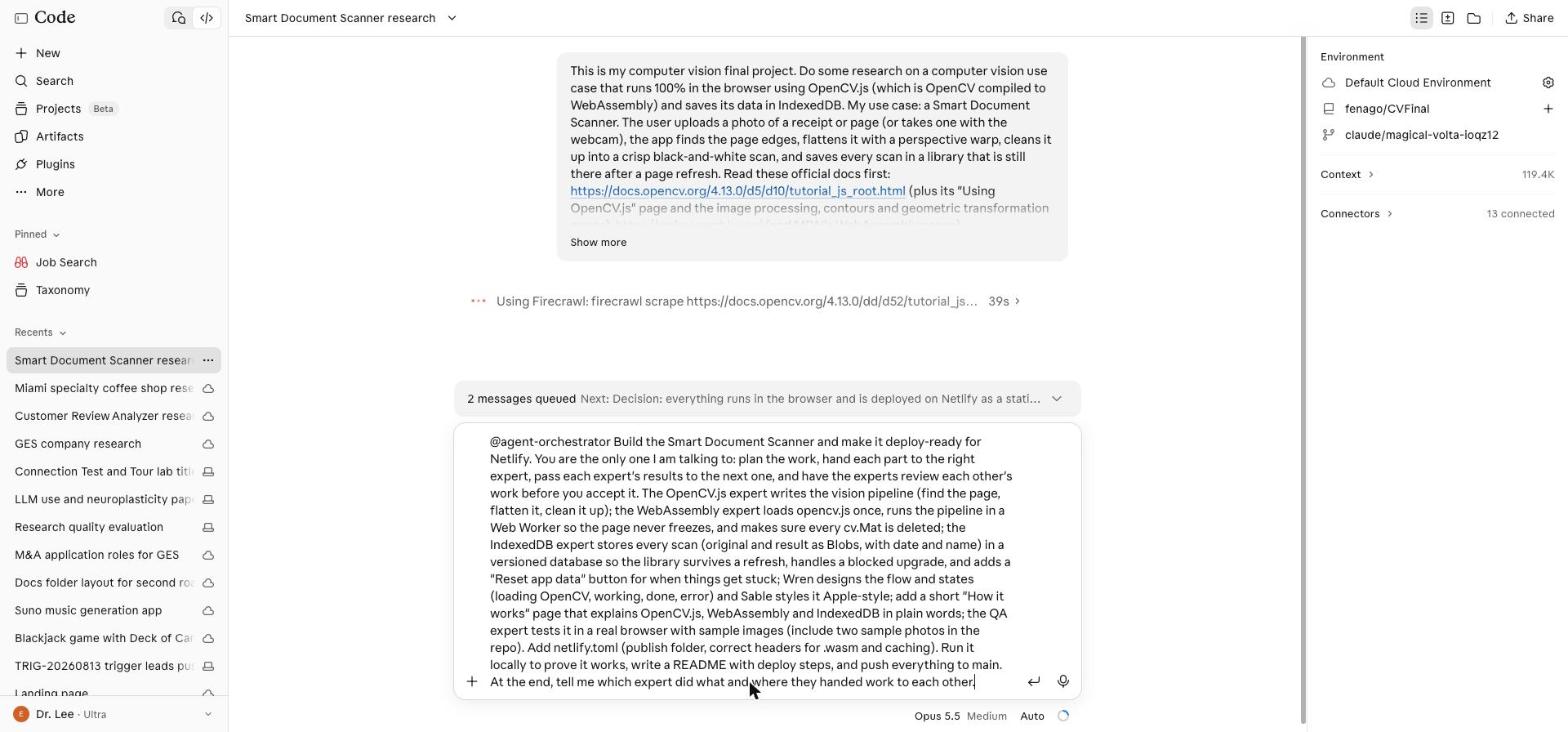 Code
Smart Document Scanner research
Share
New
Search
Projects Beta
Artifacts
Plugins
More
Pinned
Job Search
Taxonomy
Recents
Smart Document Scanner resear
Miami specialty coffee shop rese
Customer Review Analyzer resea
GES company research
Connection Test and Tour lab titl
LLM use and neuroplasticity pap
Research quality evaluation
M&A application roles for GES
Docs folder layout for second ro
Suno music generation app
Blackjack game with Deck of Car
TRIG-20260813 trigger leads pu
Landing page
E Dr. Lee · Ultra
This is my computer vision final project. Do some research on a computer vision use
case that runs 100% in the browser using OpenCV.js (which is OpenCV compiled to
WebAssembly) and saves its data in IndexedDB. My use case: a Smart Document
Scanner. The user uploads a photo of a receipt or page (or takes one with the
webcam), the app finds the page edges, flattens it with a perspective warp, cleans it
up into a crisp black-and-white scan, and saves every scan in a library that is still
there after a page refresh. Read these official docs first:
https://docs.opencv.org/4.13.0/d5/d10/tutorial_js_root.html (plus its "Using
OpenCV.js" page and the image processing, contours and geometric transformation
Show more
Using Firecrawl: firecrawl scrape https://docs.opencv.org/4.13.0/dd/d52/tutorial_js… 39s
2 messages queued Next: Decision: everything runs in the browser and is deployed on Netlify as a stati…
@agent-orchestrator Build the Smart Document Scanner and make it deploy-ready for
Netlify. You are the only one I am talking to: plan the work, hand each part to the right
expert, pass each expert's results to the next one, and have the experts review each other's
work before you accept it. The OpenCV.js expert writes the vision pipeline (find the page,
flatten it, clean it up); the WebAssembly expert loads opencv.js once, runs the pipeline in a
Web Worker so the page never freezes, and makes sure every cv.Mat is deleted; the
IndexedDB expert stores every scan (original and result as Blobs, with date and name) in a
versioned database so the library survives a refresh, handles a blocked upgrade, and adds a
"Reset app data" button for when things get stuck; Wren designs the flow and states
(loading OpenCV, working, done, error) and Sable styles it Apple-style; add a short "How it
works" page that explains OpenCV.js, WebAssembly and IndexedDB in plain words; the QA
expert tests it in a real browser with sample images (include two sample photos in the
repo). Add netlify.toml (publish folder, correct headers for .wasm and caching). Run it
locally to prove it works, write a README with deploy steps, and push everything to main.
At the end, tell me which expert did what and where they handed work to each other.
Opus 5.5 Medium Auto
Environment
Default Cloud Environment
fenago/CVFinal
claude/magical-volta-ioqz12
Context 119.4K
Connectors 13 connected